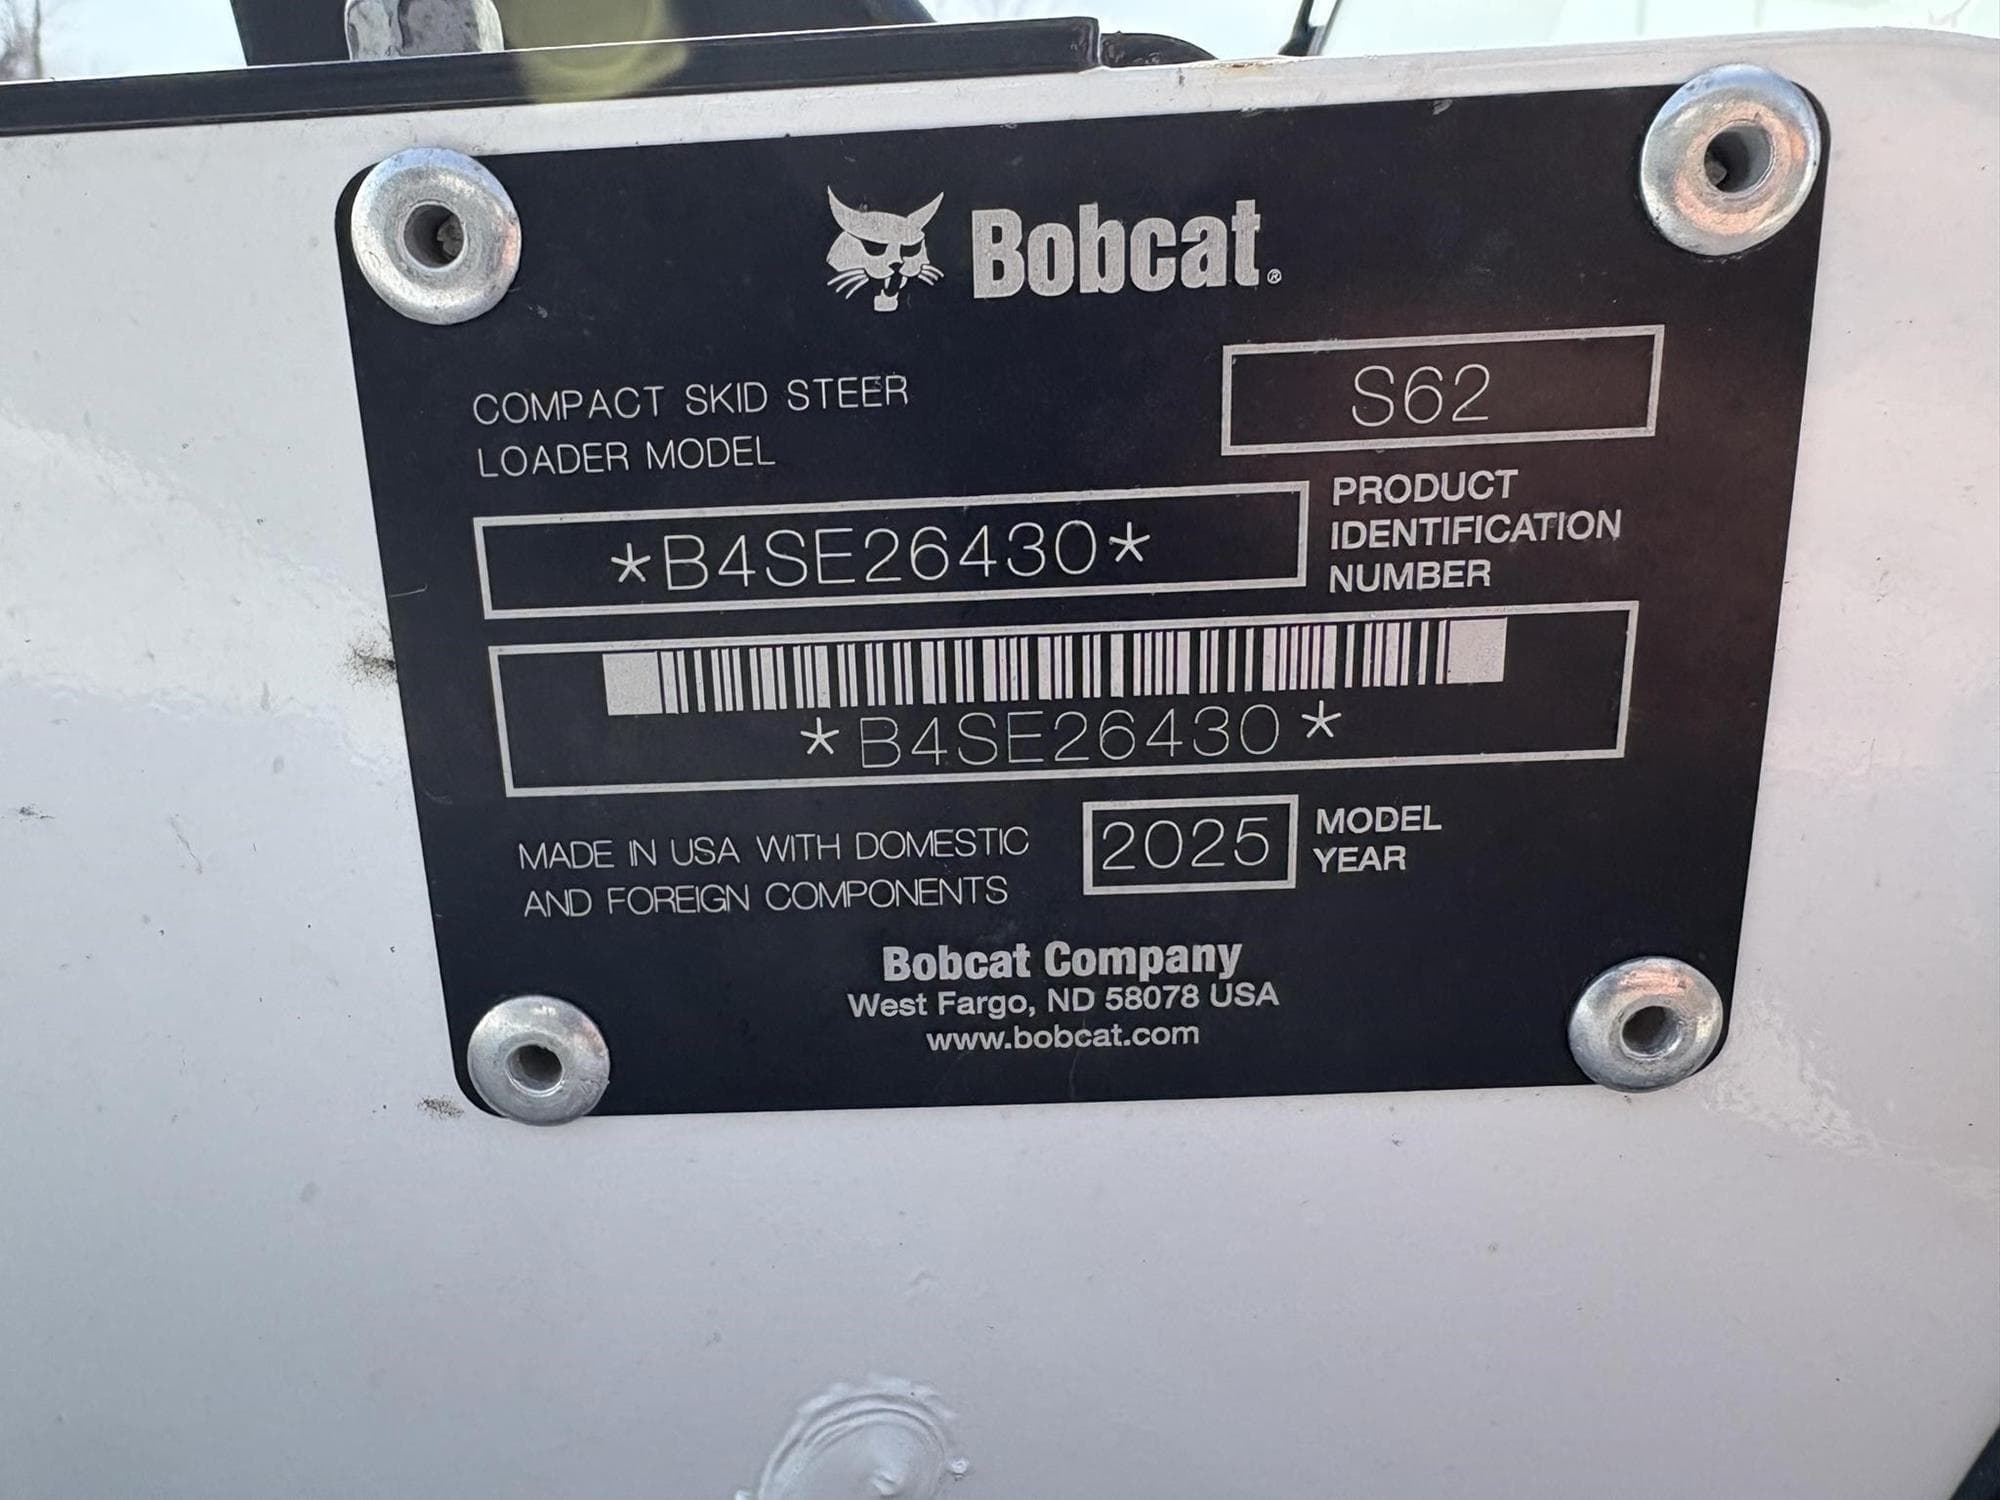 Bobcat®
COMPACT SKID STEER
LOADER MODEL
S62
*B4SE26430*
PRODUCT
IDENTIFICATION
NUMBER
*B4SE26430*
MADE IN USA WITH DOMESTIC
AND FOREIGN COMPONENTS
2025
MODEL
YEAR
Bobcat Company
West Fargo, ND 58078 USA
www.bobcat.com